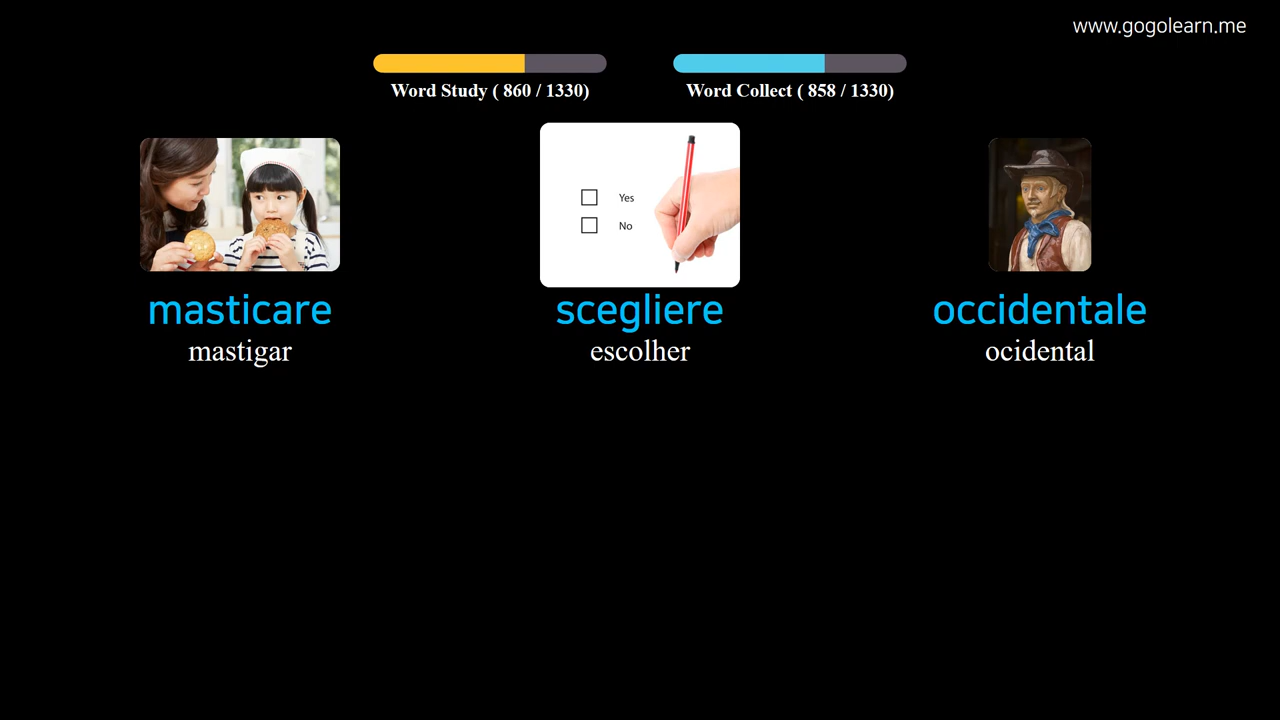 www.gogolearn.me
Word Study ( 860 / 1330)
Word Collect ( 858 / 1330)
Yes
No
masticare
scegliere
occidentale
mastigar
escolher
ocidental